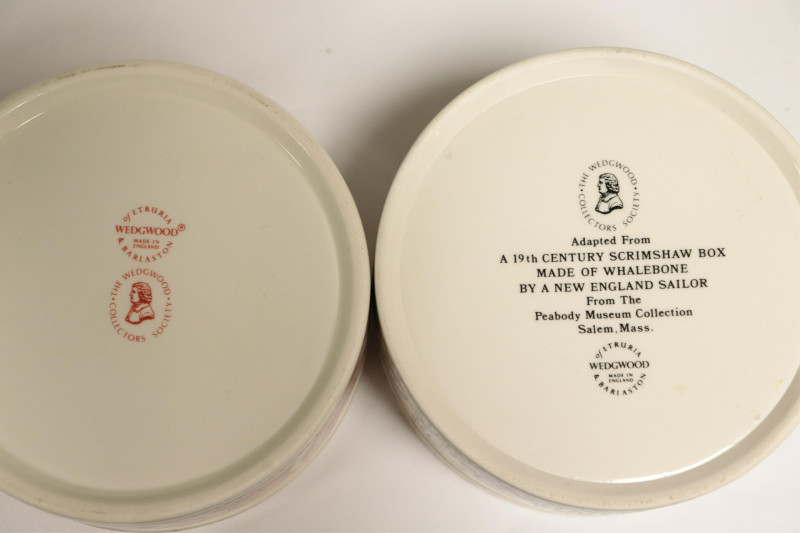 of ETRURIA
WEDGWOOD®
MADE IN
ENGLAND
& BARLASTON
• THE WEDGWOOD •
COLLECTORS SOCIETY
• THE WEDGWOOD •
COLLECTORS SOCIETY
Adapted From
A 19th CENTURY SCRIMSHAW BOX
MADE OF WHALEBONE
BY A NEW ENGLAND SAILOR
From The
Peabody Museum Collection
Salem, Mass.
of ETRURIA
WEDGWOOD
MADE IN
ENGLAND
& BARLASTON